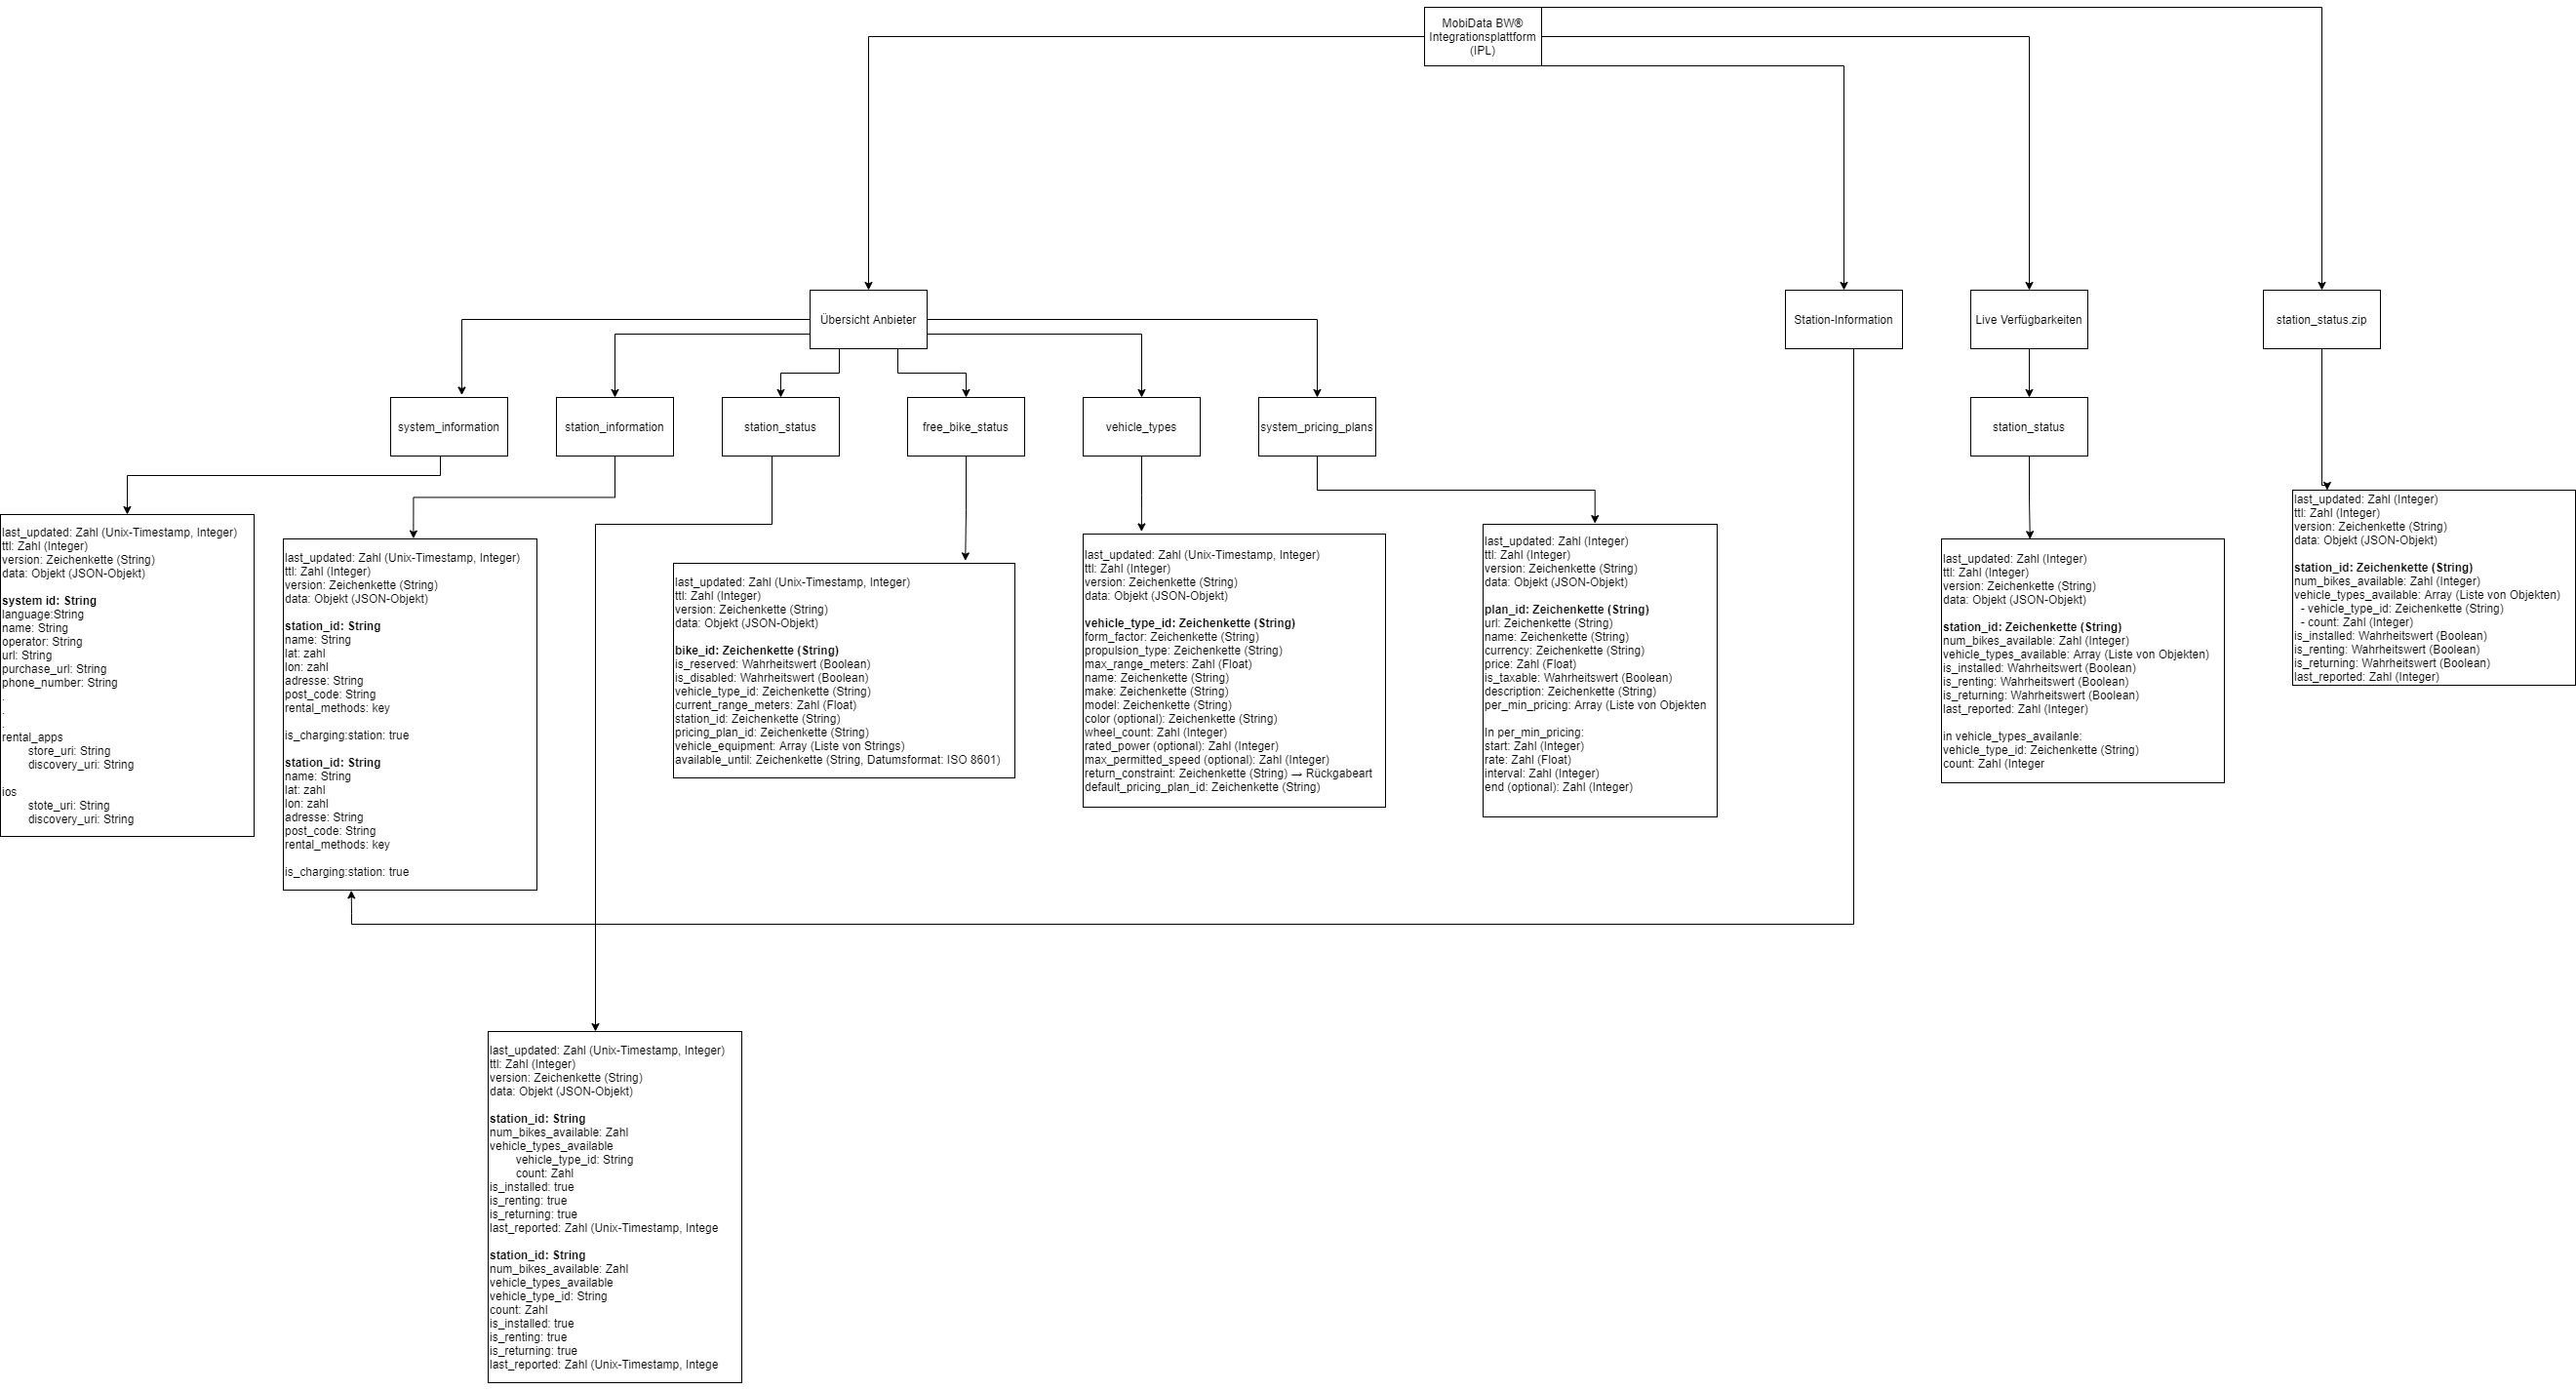 MobiData BW®
Integrationsplattform
(IPL)
Übersicht Anbieter
Station-Information
Live Verfügbarkeiten
station_status.zip
system_information
station_information
station_status
free_bike_status
vehicle_types
system_pricing_plans
station_status
last_updated: Zahl (Unix-Timestamp, Integer)
ttl: Zahl (Integer)
version: Zeichenkette (String)
data: Objekt (JSON-Objekt)
system id: String
language:String
name: String
operator: String
url: String
purchase_url: String
phone_number: String
.
.
.
rental_apps
store_uri: String
discovery_uri: String
ios
stote_uri: String
discovery_uri: String
last_updated: Zahl (Unix-Timestamp, Integer)
ttl: Zahl (Integer)
version: Zeichenkette (String)
data: Objekt (JSON-Objekt)
station_id: String
name: String
lat: zahl
lon: zahl
adresse: String
post_code: String
rental_methods: key
is_charging:station: true
station_id: String
name: String
lat: zahl
lon: zahl
adresse: String
post_code: String
rental_methods: key
is_charging:station: true
last_updated: Zahl (Unix-Timestamp, Integer)
ttl: Zahl (Integer)
version: Zeichenkette (String)
data: Objekt (JSON-Objekt)
bike_id: Zeichenkette (String)
is_reserved: Wahrheitswert (Boolean)
is_disabled: Wahrheitswert (Boolean)
vehicle_type_id: Zeichenkette (String)
current_range_meters: Zahl (Float)
station_id: Zeichenkette (String)
pricing_plan_id: Zeichenkette (String)
vehicle_equipment: Array (Liste von Strings)
available_until: Zeichenkette (String, Datumsformat: ISO 8601)
last_updated: Zahl (Unix-Timestamp, Integer)
ttl: Zahl (Integer)
version: Zeichenkette (String)
data: Objekt (JSON-Objekt)
vehicle_type_id: Zeichenkette (String)
form_factor: Zeichenkette (String)
propulsion_type: Zeichenkette (String)
max_range_meters: Zahl (Float)
name: Zeichenkette (String)
make: Zeichenkette (String)
model: Zeichenkette (String)
color (optional): Zeichenkette (String)
wheel_count: Zahl (Integer)
rated_power (optional): Zahl (Integer)
max_permitted_speed (optional): Zahl (Integer)
return_constraint: Zeichenkette (String) → Rückgabeart
default_pricing_plan_id: Zeichenkette (String)
last_updated: Zahl (Integer)
ttl: Zahl (Integer)
version: Zeichenkette (String)
data: Objekt (JSON-Objekt)
plan_id: Zeichenkette (String)
url: Zeichenkette (String)
name: Zeichenkette (String)
currency: Zeichenkette (String)
price: Zahl (Float)
is_taxable: Wahrheitswert (Boolean)
description: Zeichenkette (String)
per_min_pricing: Array (Liste von Objekten
In per_min_pricing:
start: Zahl (Integer)
rate: Zahl (Float)
interval: Zahl (Integer)
end (optional): Zahl (Integer)
last_updated: Zahl (Integer)
ttl: Zahl (Integer)
version: Zeichenkette (String)
data: Objekt (JSON-Objekt)
station_id: Zeichenkette (String)
num_bikes_available: Zahl (Integer)
vehicle_types_available: Array (Liste von Objekten)
is_installed: Wahrheitswert (Boolean)
is_renting: Wahrheitswert (Boolean)
is_returning: Wahrheitswert (Boolean)
last_reported: Zahl (Integer)
in vehicle_types_availanle:
vehicle_type_id: Zeichenkette (String)
count: Zahl (Integer
last_updated: Zahl (Integer)
ttl: Zahl (Integer)
version: Zeichenkette (String)
data: Objekt (JSON-Objekt)
station_id: Zeichenkette (String)
num_bikes_available: Zahl (Integer)
vehicle_types_available: Array (Liste von Objekten)
- vehicle_type_id: Zeichenkette (String)
- count: Zahl (Integer)
is_installed: Wahrheitswert (Boolean)
is_renting: Wahrheitswert (Boolean)
is_returning: Wahrheitswert (Boolean)
last_reported: Zahl (Integer)
last_updated: Zahl (Unix-Timestamp, Integer)
ttl: Zahl (Integer)
version: Zeichenkette (String)
data: Objekt (JSON-Objekt)
station_id: String
num_bikes_available: Zahl
vehicle_types_available
vehicle_type_id: String
count: Zahl
is_installed: true
is_renting: true
is_returning: true
last_reported: Zahl (Unix-Timestamp, Intege
station_id: String
num_bikes_available: Zahl
vehicle_types_available
vehicle_type_id: String
count: Zahl
is_installed: true
is_renting: true
is_returning: true
last_reported: Zahl (Unix-Timestamp, Intege